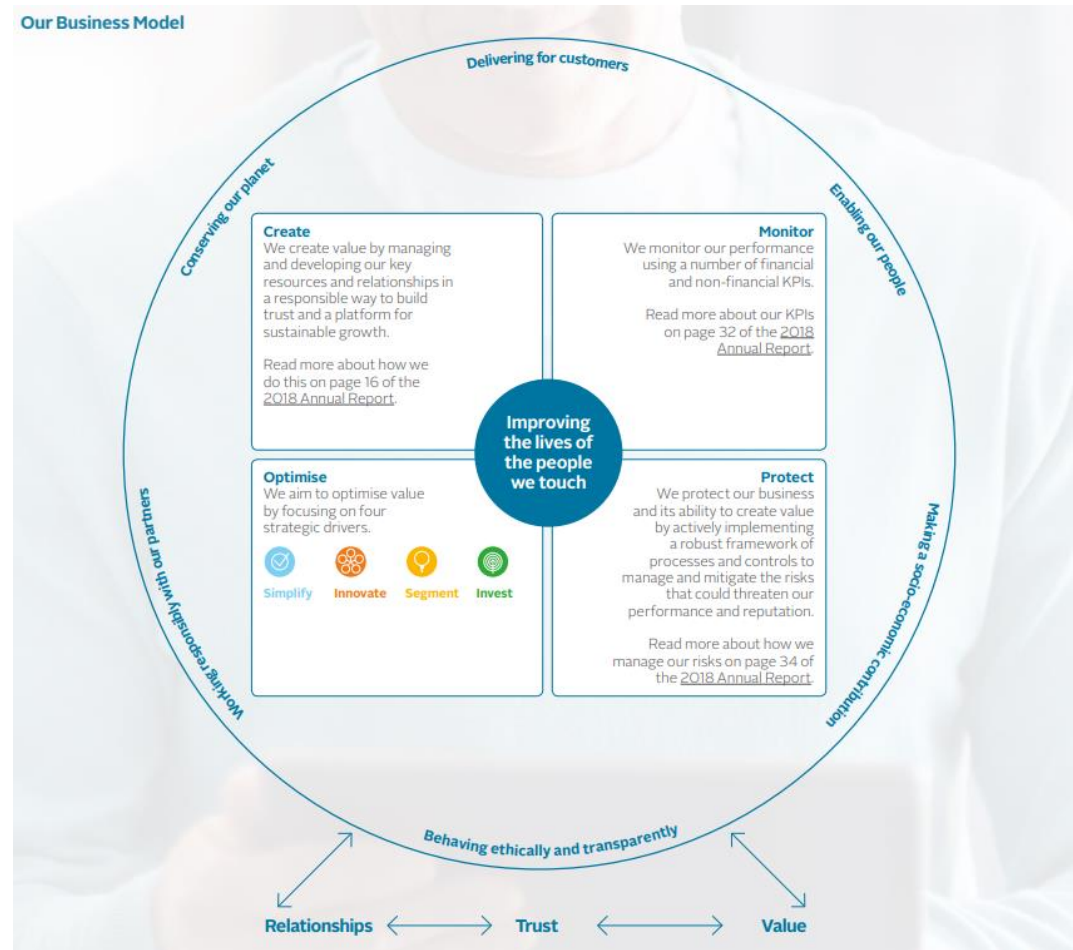 Our Business Model
Delivering for customers
Conserving our planet
Enabling our people
Create
We create value by managing
and developing our key
resources and relationships in
a responsible way to build
trust and a platform for
sustainable growth.
Read more about how we
do this on page 16 of the
2018 Annual Report.
Monitor
We monitor our performance
using a number of financial
and non-financial KPIs.
Read more about our KPIs
on page 32 of the 2018
Annual Report.
Improving
the lives of
the people
we touch
Optimise
We aim to optimise value
by focusing on four
strategic drivers.
Simplify Innovate Segment Invest
Protect
We protect our business
and its ability to create value
by actively implementing
a robust framework of
processes and controls to
manage and mitigate the risks
that could threaten our
performance and reputation.
Read more about how we
manage our risks on page 34 of
the 2018 Annual Report.
Working responsibly with our partners
Making a socio-economic contribution
Behaving ethically and transparently
Relationships Trust Value